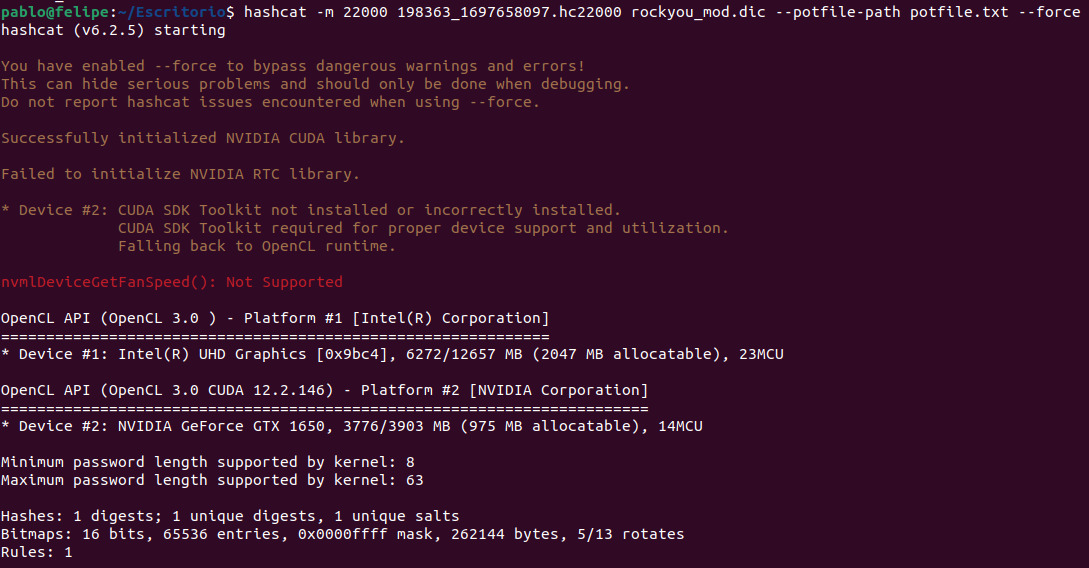 pablo@felipe:~/Escritorio$ hashcat -m 22000 198363_1697658097.hc22000 rockyou_mod.dic --potfile-path potfile.txt --force
hashcat (v6.2.5) starting
You have enabled --force to bypass dangerous warnings and errors!
This can hide serious problems and should only be done when debugging.
Do not report hashcat issues encountered when using --force.
Successfully initialized NVIDIA CUDA library.
Failed to initialize NVIDIA RTC library.
* Device #2: CUDA SDK Toolkit not installed or incorrectly installed.
CUDA SDK Toolkit required for proper device support and utilization.
Falling back to OpenCL runtime.
nvmlDeviceGetFanSpeed(): Not Supported
OpenCL API (OpenCL 3.0 ) - Platform #1 [Intel(R) Corporation]
=============================================================
* Device #1: Intel(R) UHD Graphics [0x9bc4], 6272/12657 MB (2047 MB allocatable), 23MCU
OpenCL API (OpenCL 3.0 CUDA 12.2.146) - Platform #2 [NVIDIA Corporation]
========================================================================
* Device #2: NVIDIA GeForce GTX 1650, 3776/3903 MB (975 MB allocatable), 14MCU
Minimum password length supported by kernel: 8
Maximum password length supported by kernel: 63
Hashes: 1 digests; 1 unique digests, 1 unique salts
Bitmaps: 16 bits, 65536 entries, 0x0000ffff mask, 262144 bytes, 5/13 rotates
Rules: 1